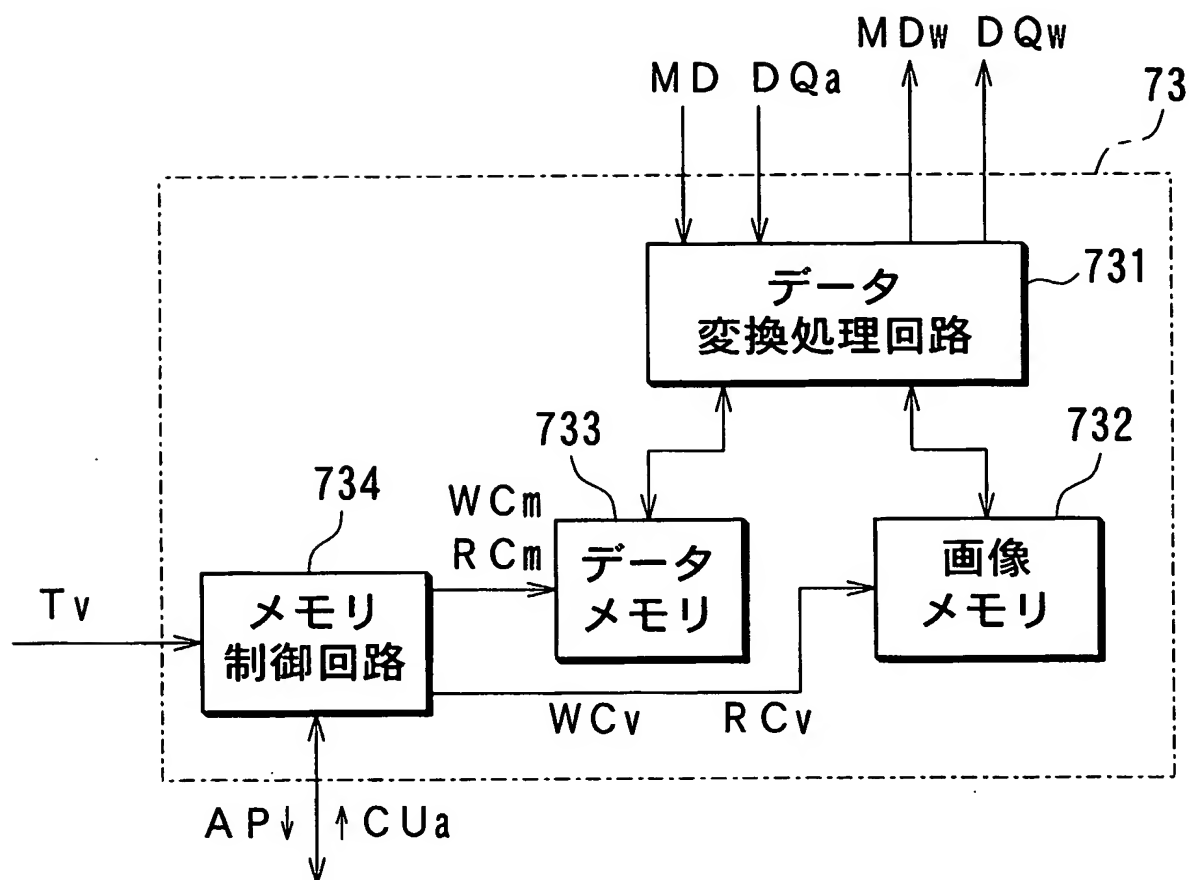 MDw DQw
MD DQa
73
データ
変換処理回路
731
733
732
734
WCm
RCm
データ
メモリ
画像
メモリ
Tv
メモリ
制御回路
WCv RCv
AP↓ ↑CUa